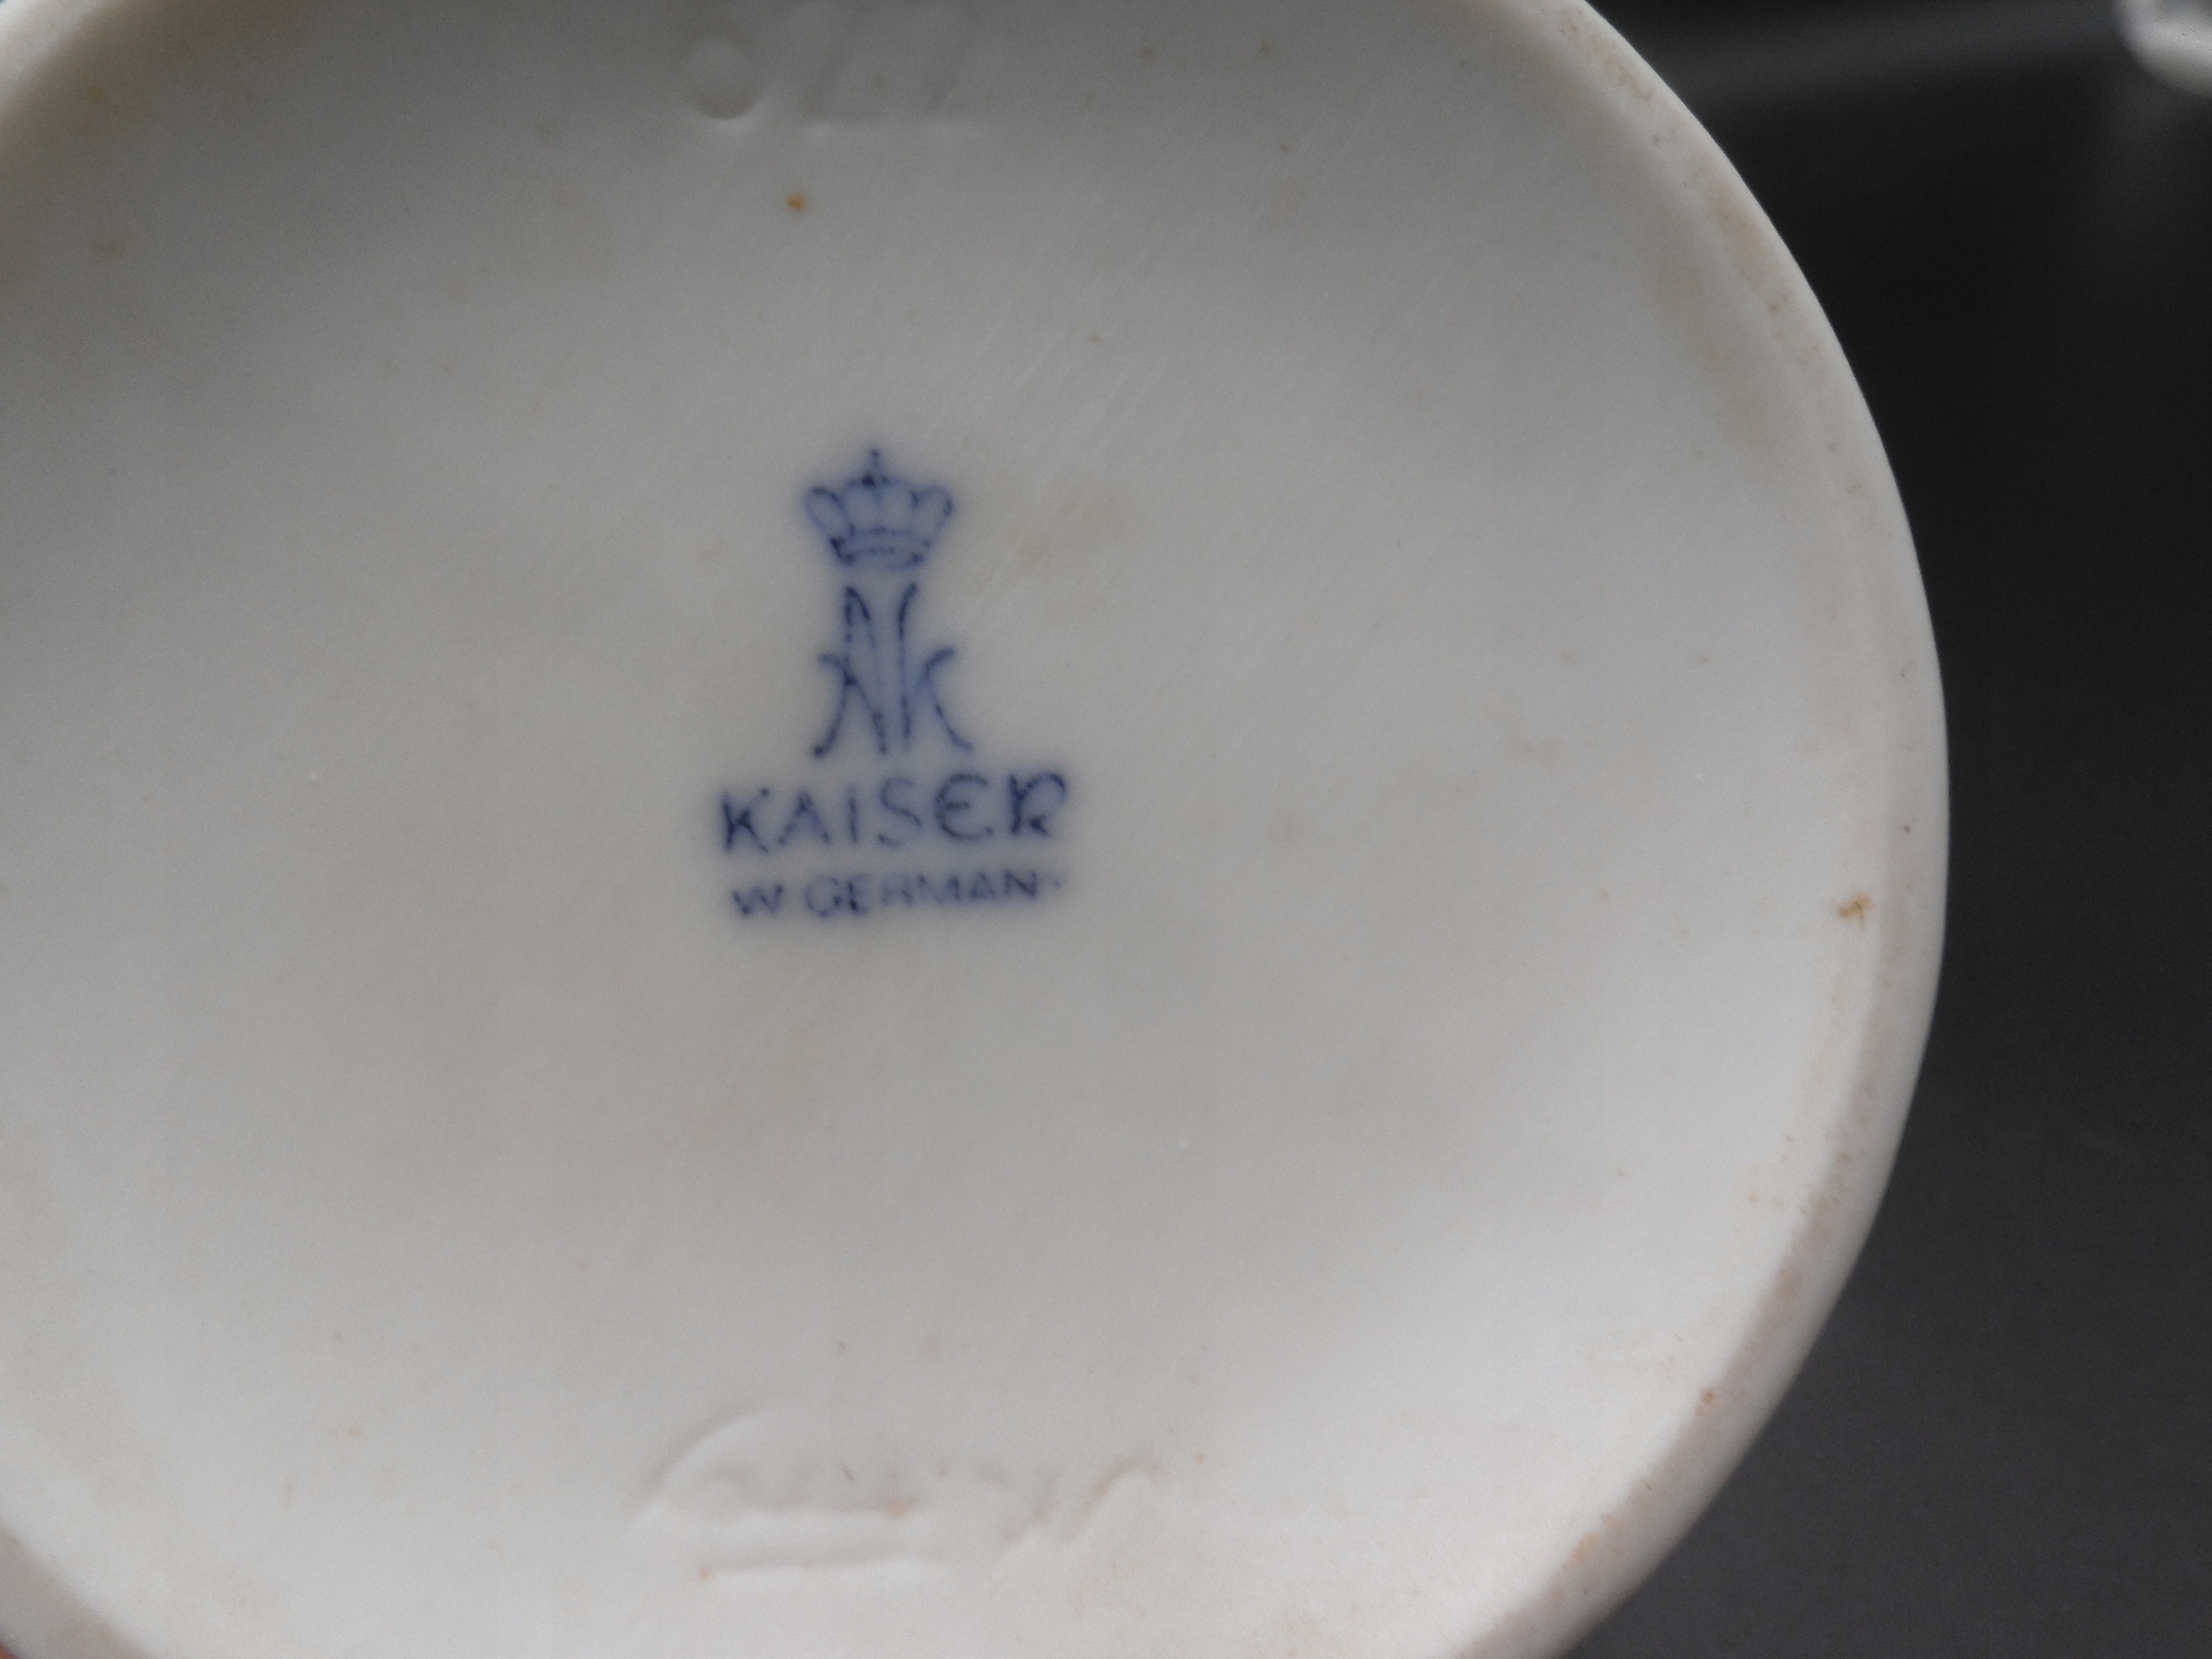 AK
KAISER
W. GERMANY